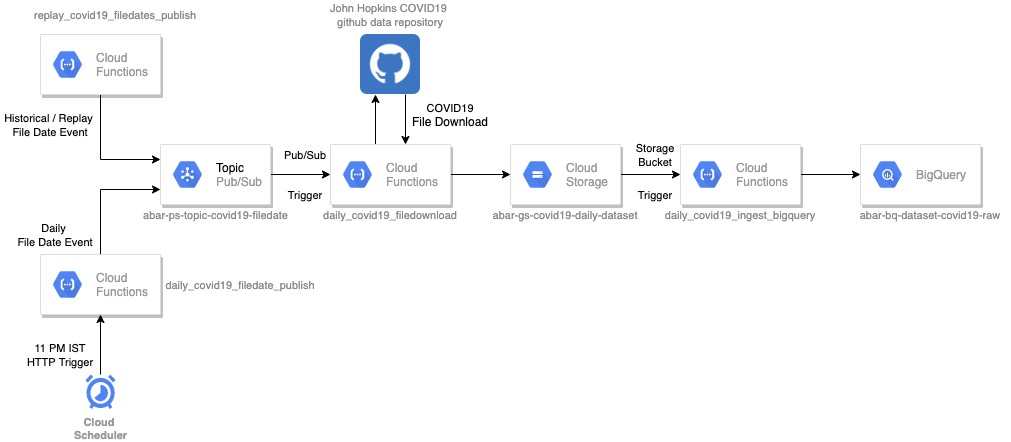 replay_covid19_filedates_publish
John Hopkins COVID19
github data repository
Cloud
Functions
Historical / Replay
File Date Event
COVID19
File Download
Topic
Pub/Sub
abar-ps-topic-covid19-filedate
Pub/Sub
Trigger
Cloud
Functions
daily_covid19_filedownload
Cloud
Storage
abar-gs-covid19-daily-dataset
Storage
Bucket
Trigger
Cloud
Functions
daily_covid19_ingest_bigquery
BigQuery
abar-bq-dataset-covid19-raw
Daily
File Date Event
Cloud
Functions
daily_covid19_filedate_publish
11 PM IST
HTTP Trigger
Cloud
Scheduler